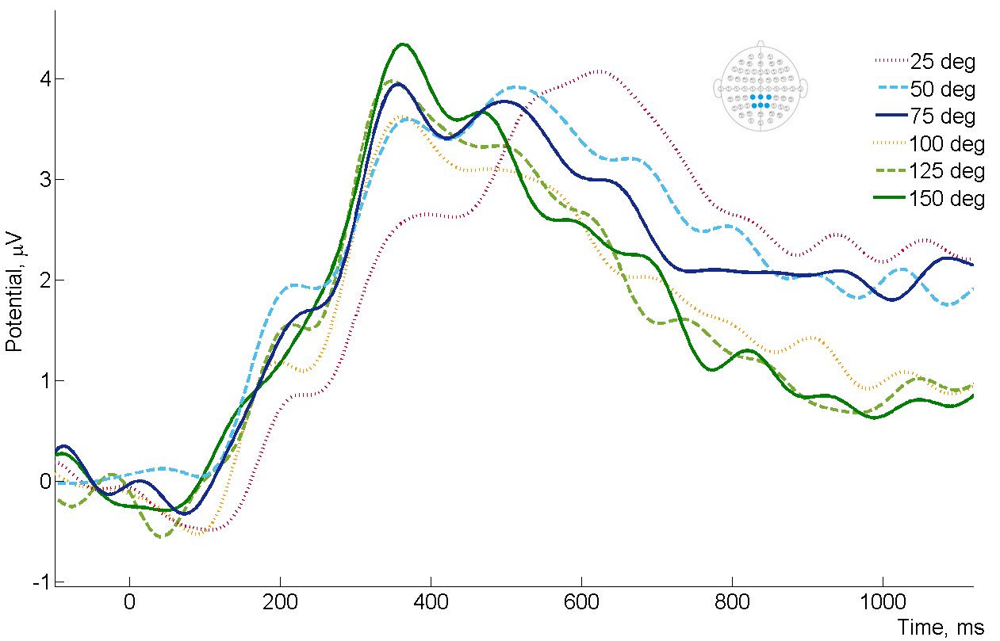 25 deg
50 deg
75 deg
100 deg
125 deg
150 deg
Potential, μV
4
3
2
1
0
-1
0 200 400 600 800 1000
Time, ms